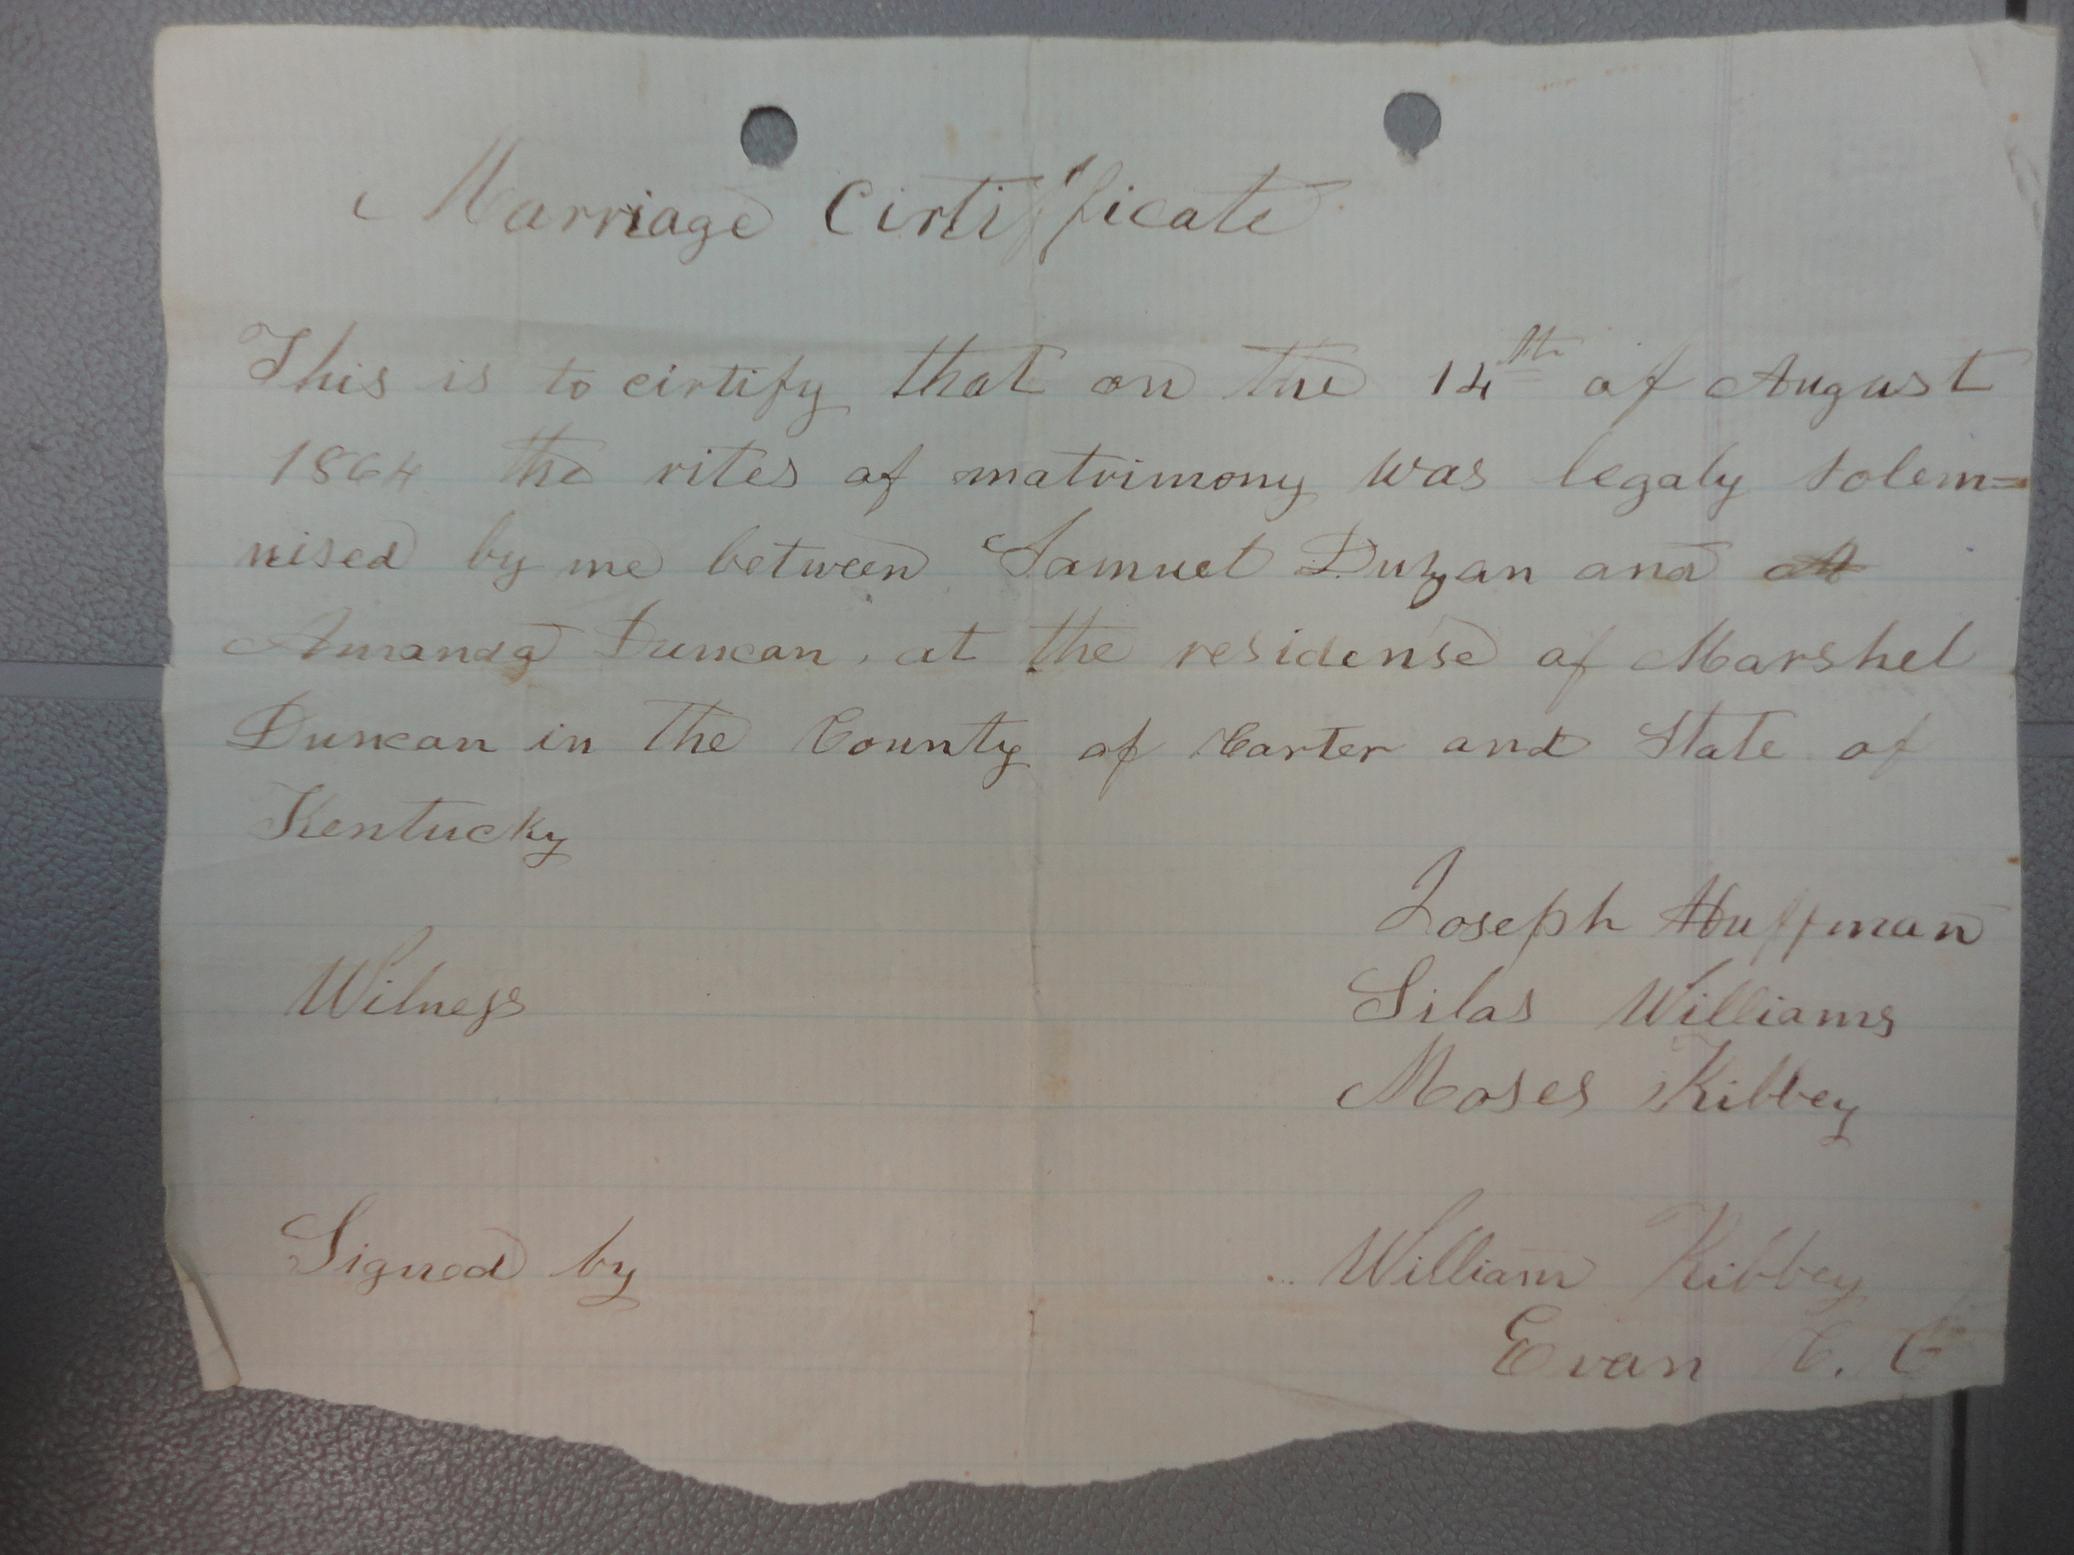 Marriage Cirtificate
This is to cirtify that on the 14th of August
1864 the rites of matrimony was legaly solem=
nised by me between Samuel Duzan and
Amanda Duncan, at the residense of Marshel
Duncan in the County of Carter and State of
Kentucky
Joseph Huffman
Witness Silas Williams
Moses Kibbey
Signed by William Kibbey
Evan C. C